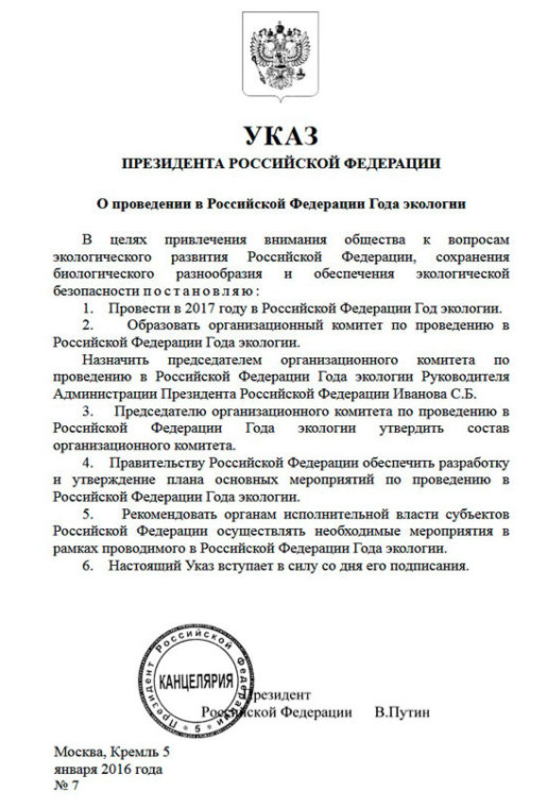 УКАЗ
ПРЕЗИДЕНТА РОССИЙСКОЙ ФЕДЕРАЦИИ
О проведении в Российской Федерации Года экологии
В целях привлечения внимания общества к вопросам
экологического развития Российской Федерации, сохранения
биологического разнообразия и обеспечения экологической
безопасности п о с т а н о в л я ю :
1. Провести в 2017 году в Российской Федерации Год экологии.
2. Образовать организационный комитет по проведению в
Российской Федерации Года экологии.
Назначить председателем организационного комитета по
проведению в Российской Федерации Года экологии Руководителя
Администрации Президента Российской Федерации Иванова С.Б.
3. Председателю организационного комитета по проведению в
Российской Федерации Года экологии утвердить состав
организационного комитета.
4. Правительству Российской Федерации обеспечить разработку
и утверждение плана основных мероприятий по проведению в
Российской Федерации Года экологии.
5. Рекомендовать органам исполнительной власти субъектов
Российской Федерации осуществлять необходимые мероприятия в
рамках проводимого в Российской Федерации Года экологии.
6. Настоящий Указ вступает в силу со дня его подписания.
Президент Российской Федерации
КАНЦЕЛЯРИЯ
* 5 *
Президент
Российской Федерации В.Путин
Москва, Кремль 5
января 2016 года
№ 7